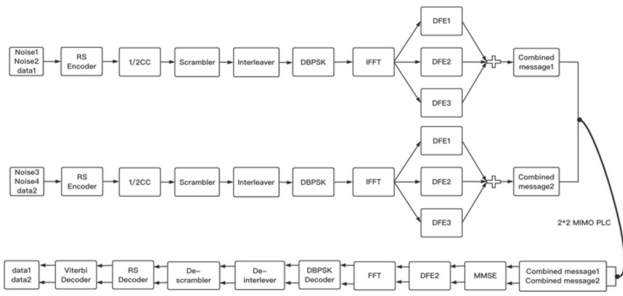 DFE1
Noise1
Noise2
data1
RS
Encoder
1/2CC
Scrambler
Interleaver
DBPSK
IFFT
DFE2
Combined
message1
DFE3
DFE1
Noise3
Noise4
data2
RS
Encoder
1/2CC
Scrambler
Interleaver
DBPSK
IFFT
DFE2
Combined
message2
DFE3
2*2 MIMO PLC
data1
data2
Viterbi
Decoder
RS
Decoder
De-
scrambler
De-
interlever
DBPSK
Decoder
FFT
DFE2
MMSE
Combined message1
Combined message2